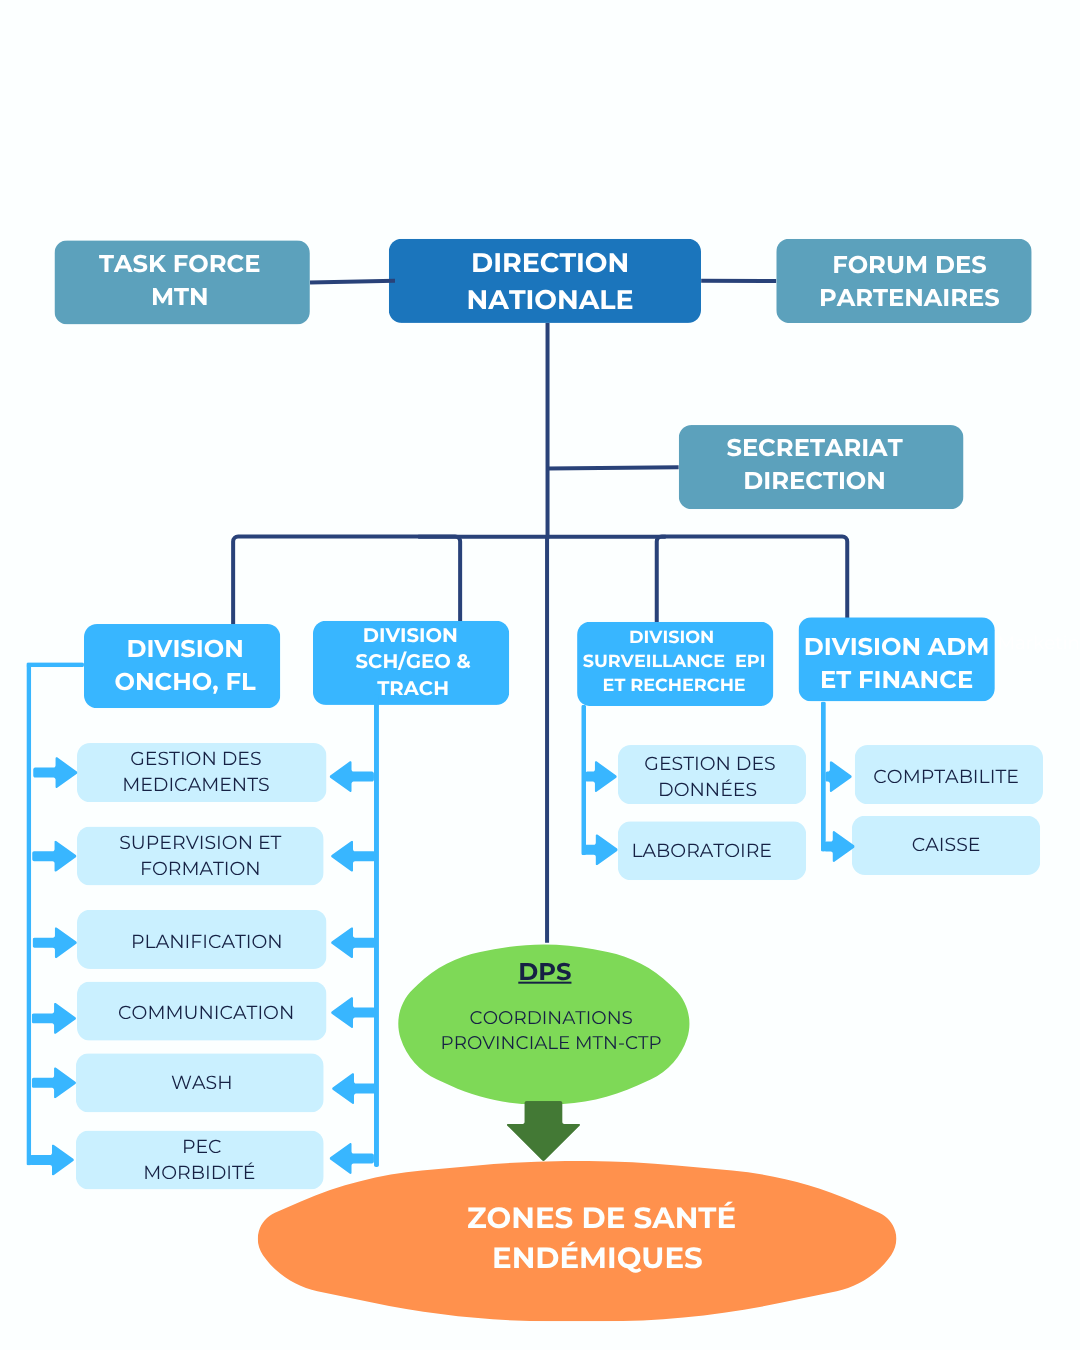 TASK FORCE
MTN
DIRECTION
NATIONALE
FORUM DES
PARTENAIRES
SECRETARIAT
DIRECTION
DIVISION
ONCHO, FL
DIVISION
SCH/GEO &
TRACH
DIVISION
SURVEILLANCE EPI
ET RECHERCHE
DIVISION ADM
ET FINANCE
GESTION DES
MEDICAMENTS
SUPERVISION ET
FORMATION
PLANIFICATION
COMMUNICATION
WASH
PEC
MORBIDITÉ
GESTION DES
DONNÉES
LABORATOIRE
COMPTABILITE
CAISSE
DPS
COORDINATIONS
PROVINCIALE MTN-CTP
ZONES DE SANTÉ
ENDÉMIQUES